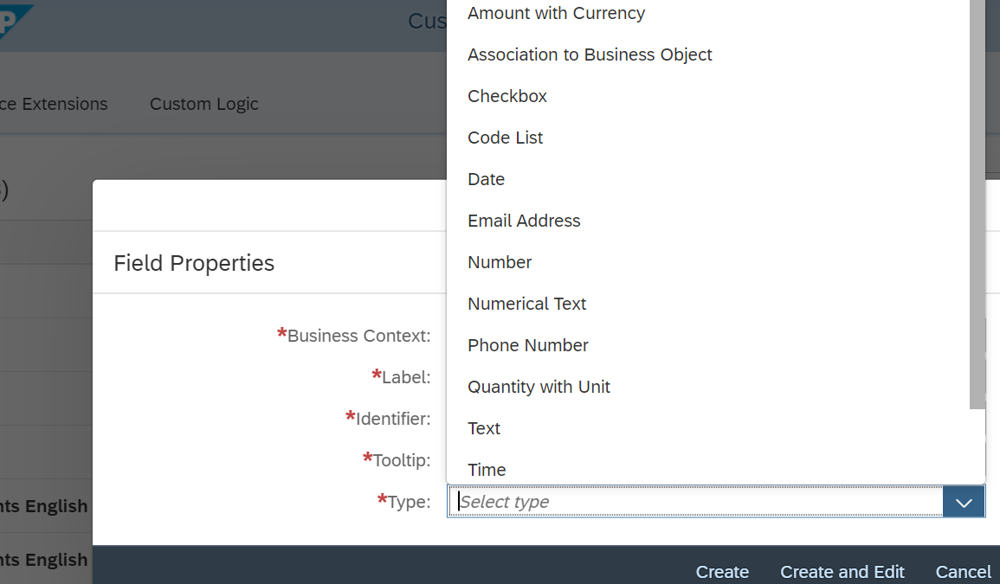 P
Cus
ce Extensions
Custom Logic
)
Amount with Currency
Association to Business Object
Checkbox
Code List
Date
Email Address
Number
Numerical Text
Phone Number
Quantity with Unit
Text
Time
Field Properties
*Business Context:
*Label:
*Identifier:
*Tooltip:
*Type:
Select type
nts English
nts English
Create
Create and Edit
Cancel